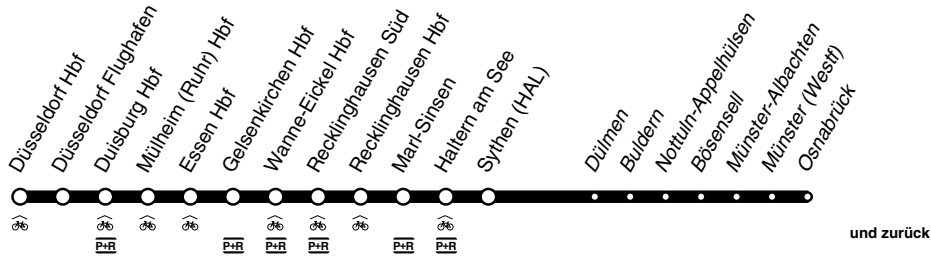 Düsseldorf Hbf
Düsseldorf Flughafen
Duisburg Hbf
Mülheim (Ruhr) Hbf
Essen Hbf
Gelsenkirchen Hbf
Wanne-Eickel Hbf
Recklinghausen Süd
Recklinghausen Hbf
Marl-Sinsen
Haltern am See
Sythen (HAL)
Dülmen
Buldern
Nottuln-Appelhülsen
Bösensell
Münster-Albachten
Münster (Westf)
Osnabrück
P+R
P+R
P+R
P+R
P+R
P+R
und zurück